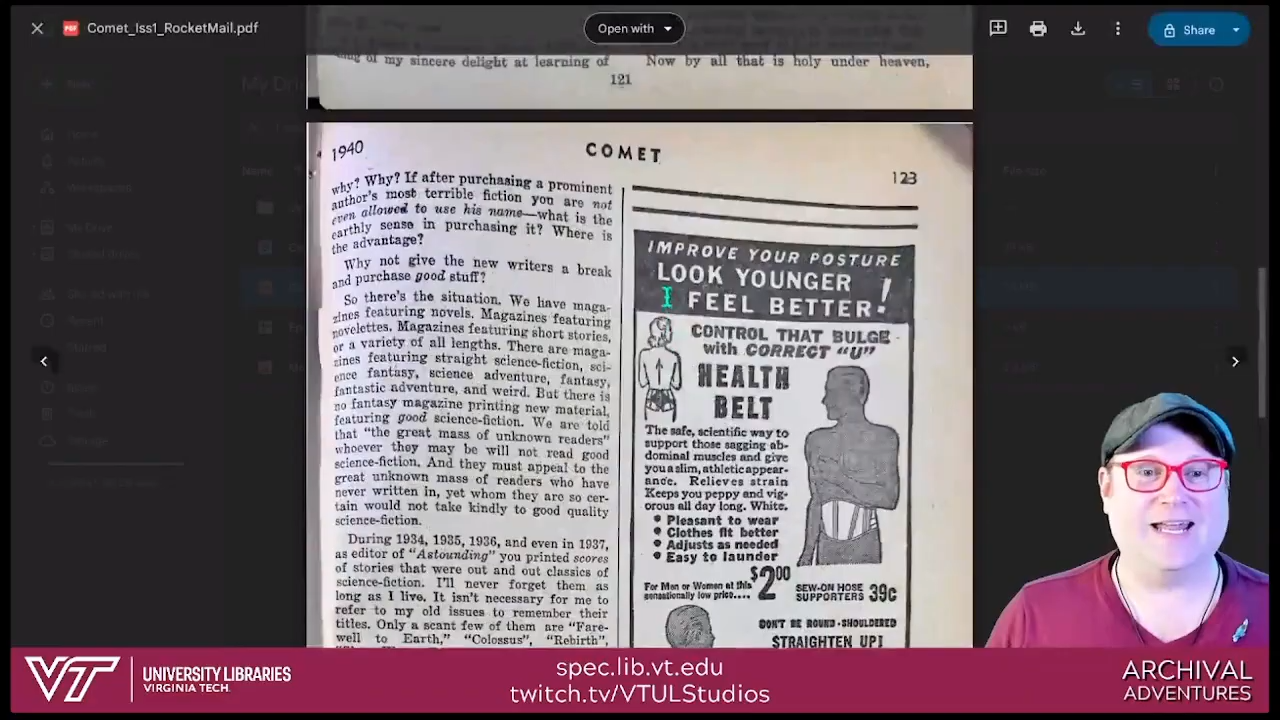 Comet_Iss1_RocketMail.pdf
Open with
Share
of my sincere delight at learning of
Now by all that is holy under heaven,
121
1940
COMET
123
why? Why? If after purchasing a prominent
author's most terrible fiction you are not
even allowed to use his name—what is the
earthly sense in purchasing it? Where is
the advantage?
Why not give the new writers a break
and purchase good stuff?
So there's the situation. We have maga-
zines featuring novels. Magazines featuring
novelettes. Magazines featuring short stories,
or a variety of all lengths. There are maga-
zines featuring straight science-fiction, sci-
ence fantasy, science adventure, fantasy,
fantastic adventure, and weird. But there is
no fantasy magazine printing new material,
featuring good science-fiction. We are told
that "the great mass of unknown readers"
whoever they may be will not read good
science-fiction. And they must appeal to the
great unknown mass of readers who have
never written in, yet whom they are so cer-
tain would not take kindly to good quality
science-fiction.
During 1934, 1935, 1936, and even in 1937,
as editor of "Astounding" you printed scores
of stories that were out and out classics of
science-fiction. I'll never forget them as
long as I live. It isn't necessary for me to
refer to my old issues to remember their
titles. Only a scant few of them are "Fare-
well to Earth," "Colossus", "Rebirth",
IMPROVE YOUR POSTURE
LOOK YOUNGER
FEEL BETTER!
CONTROL THAT BULGE
with CORRECT "U"
HEALTH
BELT
The safe, scientific way to
support those sagging ab-
dominal muscles and give
you a slim, athletic appear-
ance. Relieves strain
Keeps you peppy and vig-
orous all day long. White.
• Pleasant to wear
• Clothes fit better
• Adjusts as needed
• Easy to launder
For Men or Women at this
sensationally low price.... $2.00
SEW-ON HOSE
SUPPORTERS 39c
DON'T BE ROUND-SHOULDERED
STRAIGHTEN UP!
VT UNIVERSITY LIBRARIES
VIRGINIA TECH.
spec.lib.vt.edu
twitch.tv/VTULStudios
ARCHIVAL
ADVENTURES